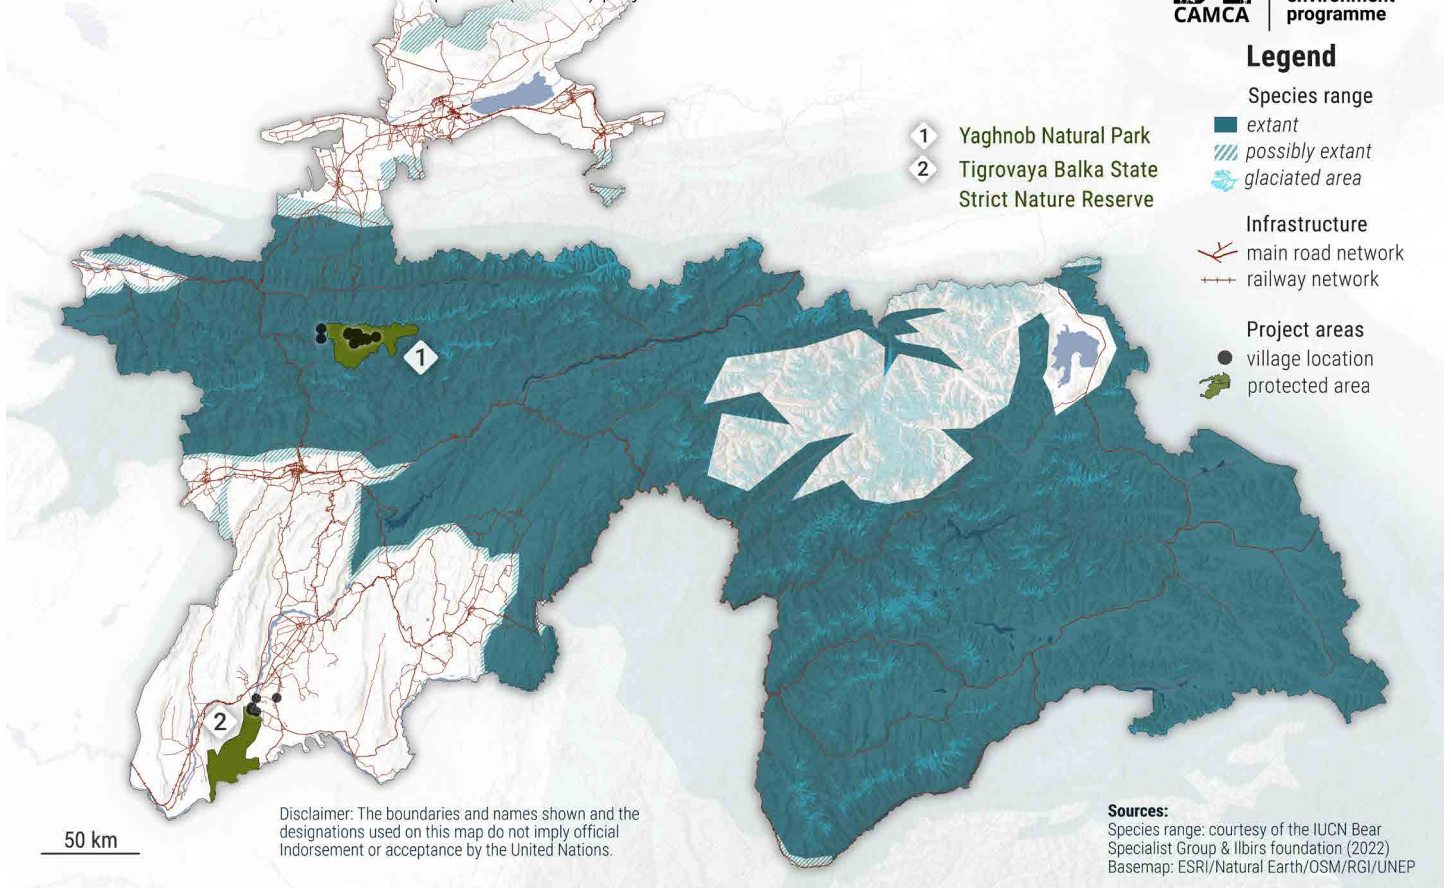 CAMCA
environment
programme
Legend
Species range
extant
possibly extant
glaciated area
Infrastructure
main road network
railway network
Project areas
village location
protected area
1 Yaghnob Natural Park
2 Tigrovaya Balka State
Strict Nature Reserve
1
2
50 km
Disclaimer: The boundaries and names shown and the
designations used on this map do not imply official
Indorsement or acceptance by the United Nations.
Sources:
Species range: courtesy of the IUCN Bear
Specialist Group & Ilbirs foundation (2022)
Basemap: ESRI/Natural Earth/OSM/RGI/UNEP